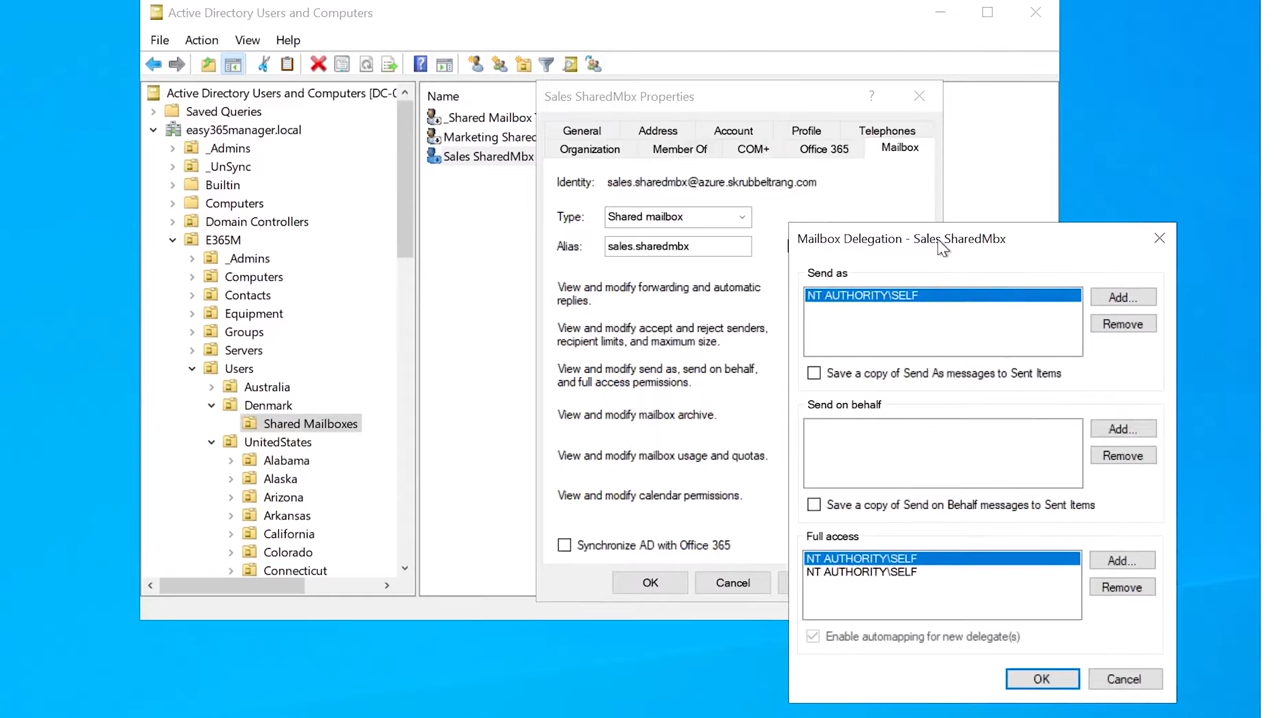 Active Directory Users and Computers
File Action View Help
Active Directory Users and Computers [DC-
Saved Queries
easy365manager.local
_Admins
_UnSync
Builtin
Computers
Domain Controllers
E365M
_Admins
Computers
Contacts
Equipment
Groups
Servers
Users
Australia
Denmark
Shared Mailboxes
UnitedStates
Alabama
Alaska
Arizona
Arkansas
California
Colorado
Connecticut
Name
_Shared Mailbox
Marketing Shared
Sales SharedMbx
Sales SharedMbx Properties
General Address Account Profile Telephones
Organization Member Of COM+ Office 365 Mailbox
Identity: sales.sharedmbx@azure.skrubbeltrang.com
Type: Shared mailbox
Alias: sales.sharedmbx
View and modify forwarding and automatic
replies.
View and modify accept and reject senders,
recipient limits, and maximum size.
View and modify send as, send on behalf,
and full access permissions.
View and modify mailbox archive.
View and modify mailbox usage and quotas.
View and modify calendar permissions.
Synchronize AD with Office 365
OK Cancel
Mailbox Delegation - Sales SharedMbx
Send as
NT AUTHORITY\SELF
Add...
Remove
Save a copy of Send As messages to Sent Items
Send on behalf
Add...
Remove
Save a copy of Send on Behalf messages to Sent Items
Full access
NT AUTHORITY\SELF
NT AUTHORITY\SELF
Add...
Remove
Enable automapping for new delegate(s)
OK Cancel